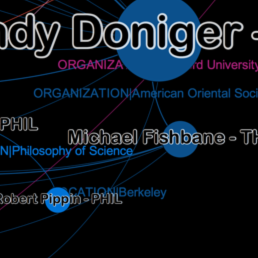 ndy Doniger -
ORGANIZA rd University
ORGANIZATION|American Oriental Soci
PHIL
Michael Fishbane - Th
N|Philosophy of Science
CATION|Berkeley
Robert Pippin - PHIL